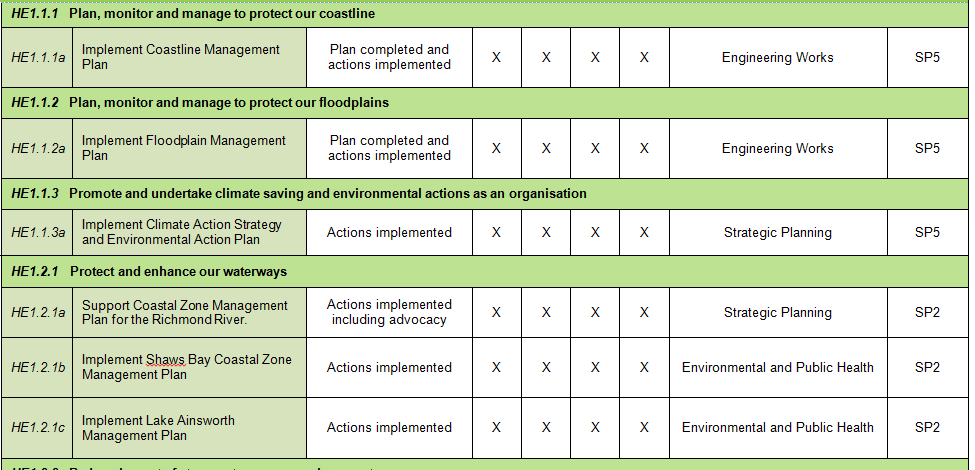 HE1.1.1 Plan, monitor and manage to protect our coastline
HE1.1.1a Implement Coastline Management Plan Plan completed and actions implemented X X X X Engineering Works SP5
HE1.1.2 Plan, monitor and manage to protect our floodplains
HE1.1.2a Implement Floodplain Management Plan Plan completed and actions implemented X X X X Engineering Works SP5
HE1.1.3 Promote and undertake climate saving and environmental actions as an organisation
HE1.1.3a Implement Climate Action Strategy and Environmental Action Plan Actions implemented X X X X Strategic Planning SP5
HE1.2.1 Protect and enhance our waterways
HE1.2.1a Support Coastal Zone Management Plan for the Richmond River. Actions implemented including advocacy X X X X Strategic Planning SP2
HE1.2.1b Implement Shaws Bay Coastal Zone Management Plan Actions implemented X X X X Environmental and Public Health SP2
HE1.2.1c Implement Lake Ainsworth Management Plan Actions implemented X X X X Environmental and Public Health SP2